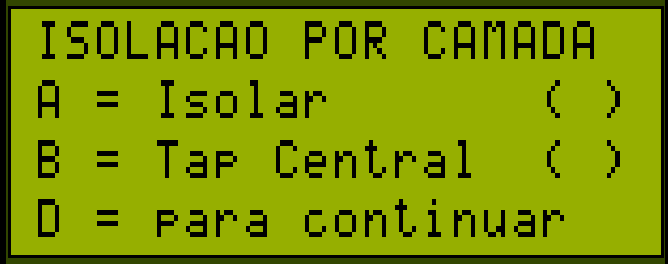 ISOLACAO POR CAMADA
A = Isolar ( )
B = Tap Central ( )
D = para continuar